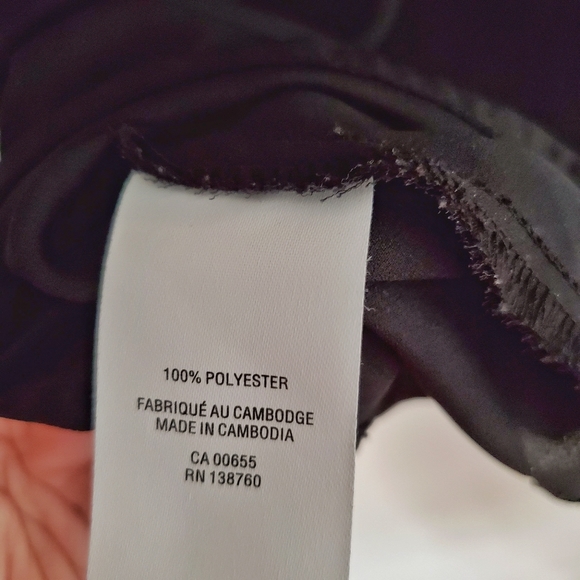 100% POLYESTER
FABRIQUÉ AU CAMBODGE
MADE IN CAMBODIA
CA 00655
RN 138760